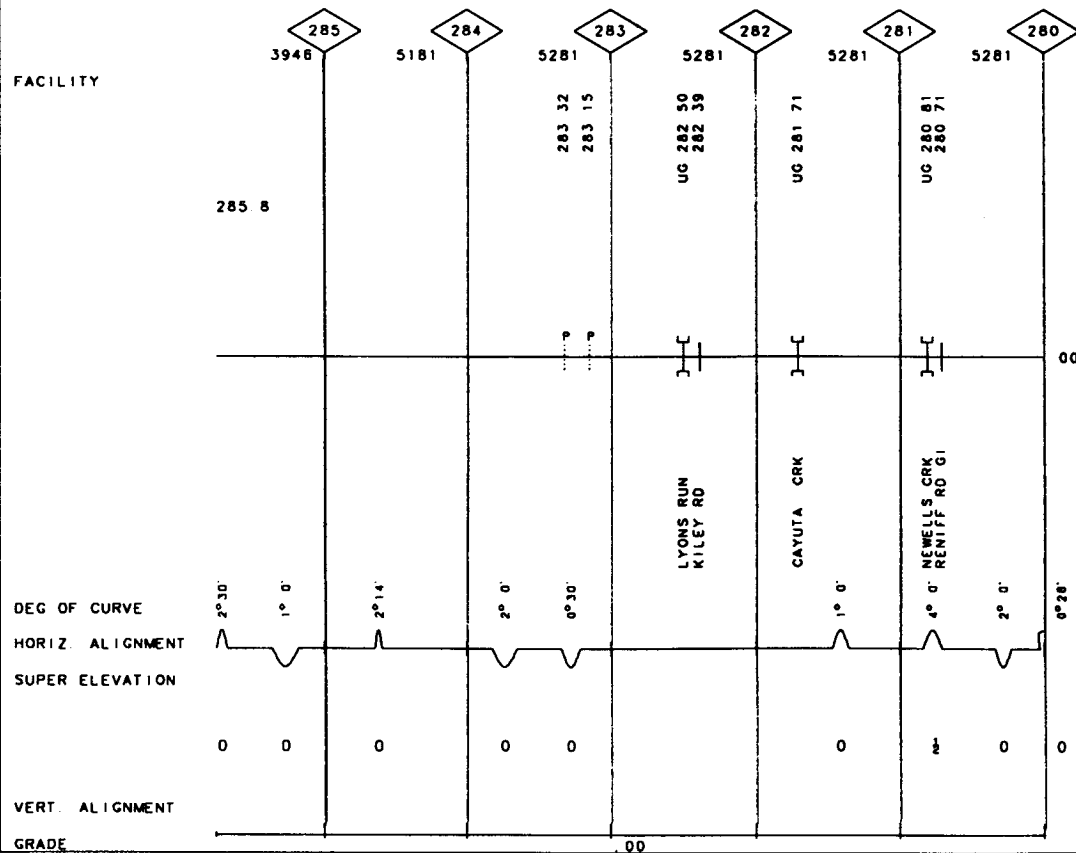 285 284 283 282 281 280
3946 5181 5281 5281 5281 5281
FACILITY
283 32
283 15
UG 282 50
282 39
UG 281 71
UG 280 81
280 71
285 8
P P
00
LYONS RUN
KILEY RD
CAYUTA CRK
NEWELLS CRK
RENIFF RD GI
DEG OF CURVE
2° 30' 1° 0' 2° 14' 2° 0' 0° 30' 1° 0' 4° 0' 2° 0' 0° 28'
HORIZ. ALIGNMENT
SUPER ELEVATION
0 0 0 0 0 0 ½ 0 0
VERT. ALIGNMENT
GRADE .00